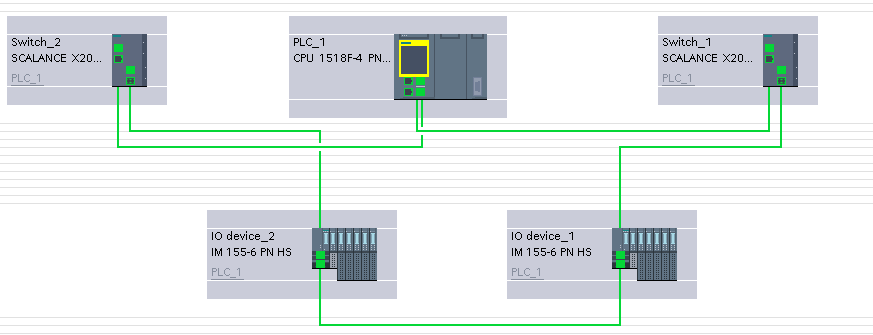 Switch_2
SCALANCE X20...
PLC_1
PLC_1
CPU 1518F-4 PN...
Switch_1
SCALANCE X20...
PLC_1
IO device_2
IM 155-6 PN HS
PLC_1
IO device_1
IM 155-6 PN HS
PLC_1